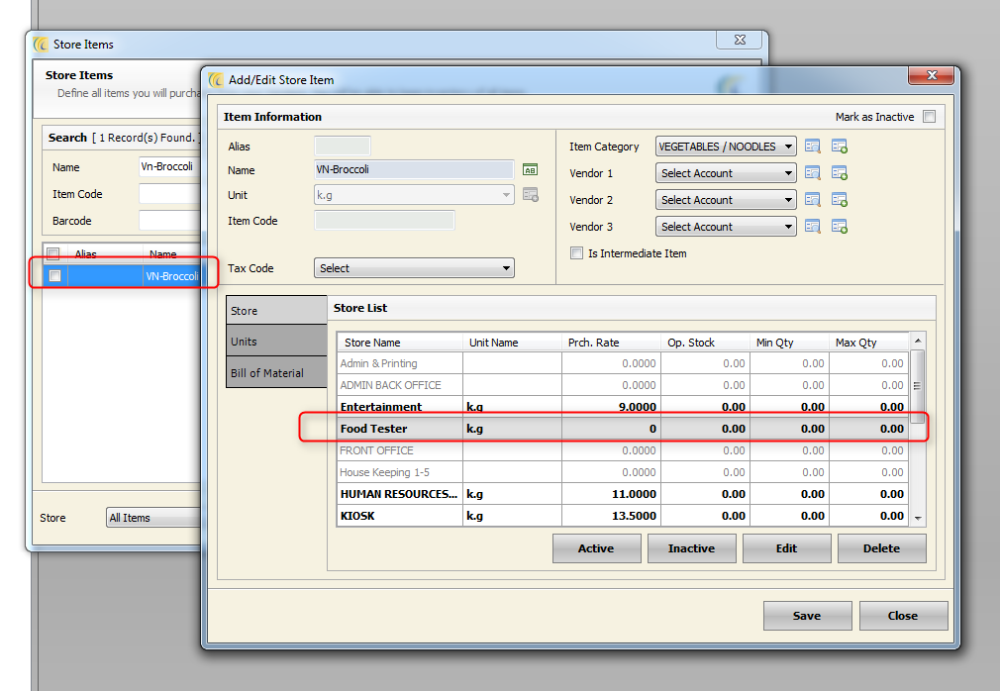 Store Items
Store Items
Define all items you will purcha
Search [ 1 Record(s) Found. ]
Name Vn-Broccoli
Item Code
Barcode
Alias Name
VN-Broccoli
Store All Items
Add/Edit Store Item
Item Information Mark as Inactive
Alias
Name VN-Broccoli
Unit k.g
Item Code
Tax Code Select
Item Category VEGETABLES / NOODLES
Vendor 1 Select Account
Vendor 2 Select Account
Vendor 3 Select Account
Is Intermediate Item
Store
Units
Bill of Material
Store List
Store Name Unit Name Prch. Rate Op. Stock Min Qty Max Qty
Admin & Printing 0.0000 0.00 0.00 0.00
ADMIN BACK OFFICE 0.0000 0.00 0.00 0.00
Entertainment k.g 9.0000 0.00 0.00 0.00
Food Tester k.g 0 0.00 0.00 0.00
FRONT OFFICE 0.0000 0.00 0.00 0.00
House Keeping 1-5 0.0000 0.00 0.00 0.00
HUMAN RESOURCES... k.g 11.0000 0.00 0.00 0.00
KIOSK k.g 13.5000 0.00 0.00 0.00
Active Inactive Edit Delete
Save Close